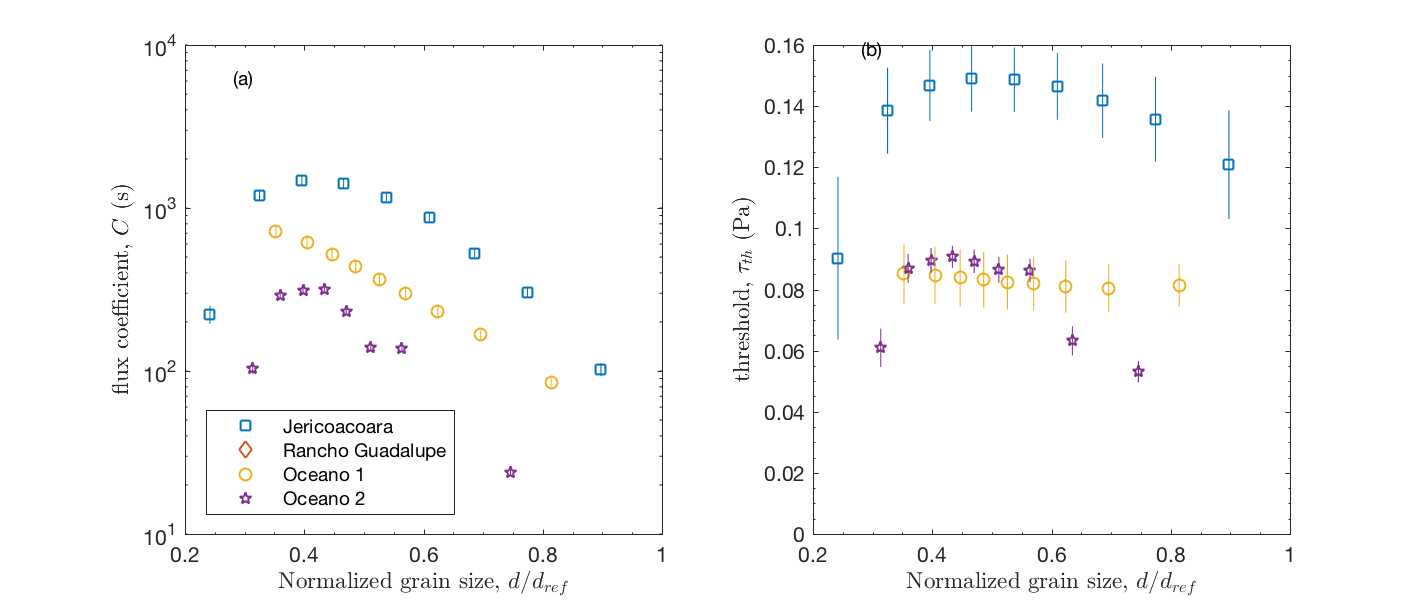 (a)
10^4
10^3
10^2
10^1
flux coefficient, C (s)
Jericoacoara
Rancho Guadalupe
Oceano 1
Oceano 2
0.2 0.4 0.6 0.8 1
Normalized grain size, d/d_ref
(b)
0.16
0.14
0.12
0.1
0.08
0.06
0.04
0.02
0
threshold, τ_th (Pa)
0.2 0.4 0.6 0.8 1
Normalized grain size, d/d_ref